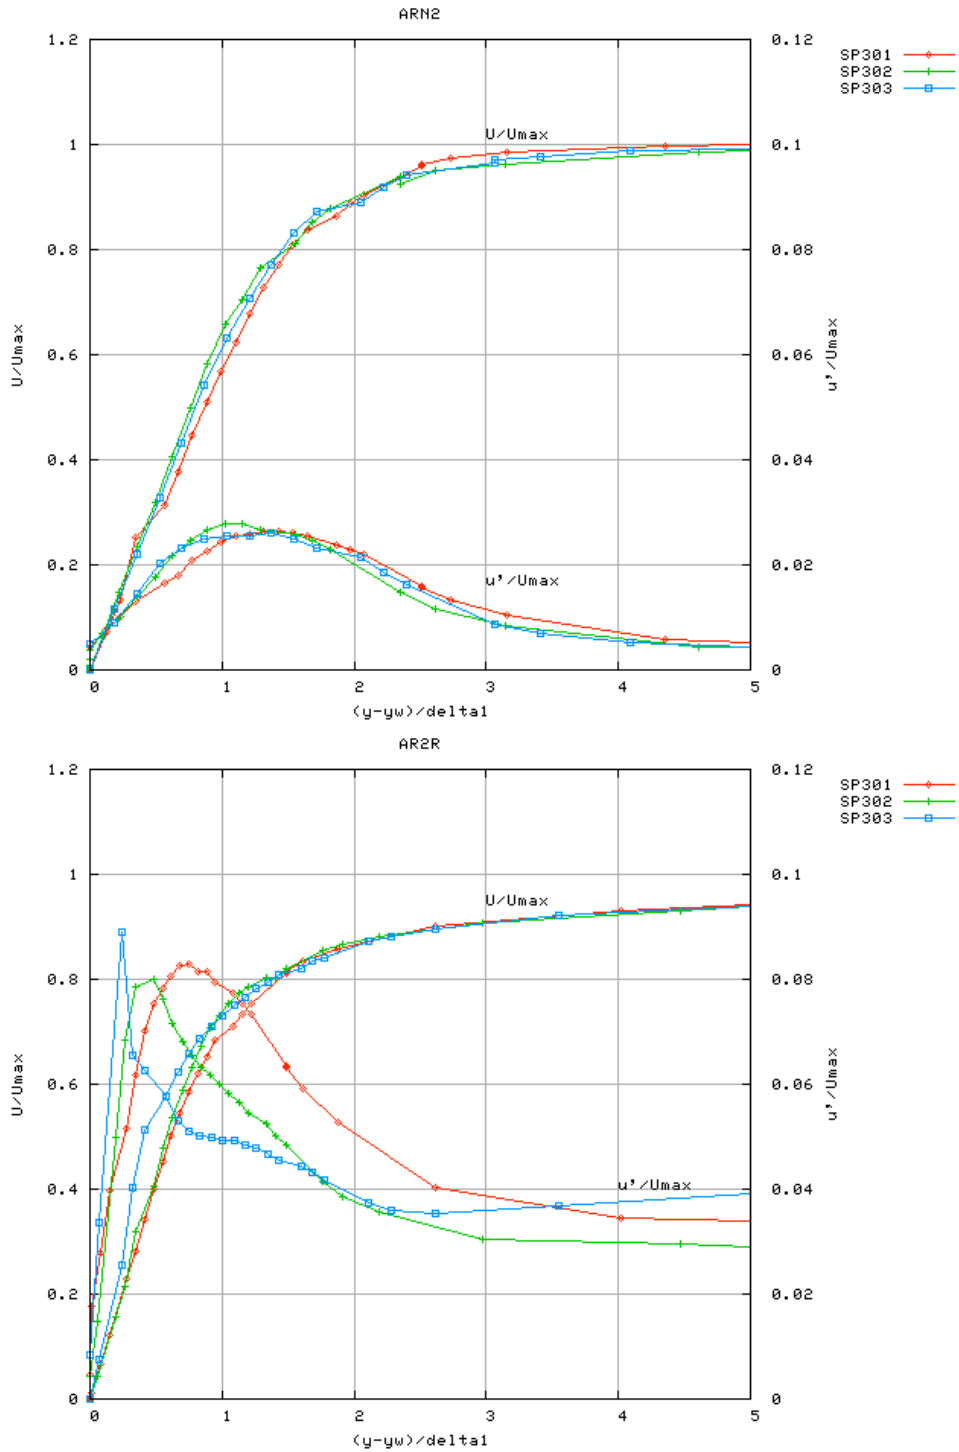 ARN2
1.2
0.12
SP301
SP302
SP303
U/Umax
1
0.1
0.8
0.08
U/Umax
0.6
0.06
u'/Umax
0.4
0.04
0.2
u'/Umax
0.02
0
0
0 1 2 3 4 5
(y-yw)/delta1
AR2R
1.2
0.12
SP301
SP302
SP303
1
U/Umax
0.1
0.8
0.08
U/Umax
0.6
0.06
u'/Umax
0.4
u'/Umax
0.04
0.2
0.02
0
0
0 1 2 3 4 5
(y-yw)/delta1